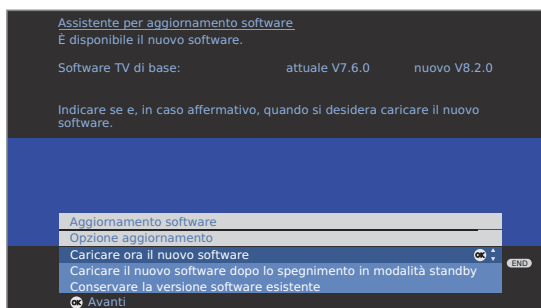 Assistente per aggiornamento software
È disponibile il nuovo software.
Software TV di base: attuale V7.6.0 nuovo V8.2.0
Indicare se e, in caso affermativo, quando si desidera caricare il nuovo
software.
Aggiornamento software
Opzione aggiornamento
Caricare ora il nuovo software OK
END
Caricare il nuovo software dopo lo spegnimento in modalità standby
Conservare la versione software esistente
OK Avanti